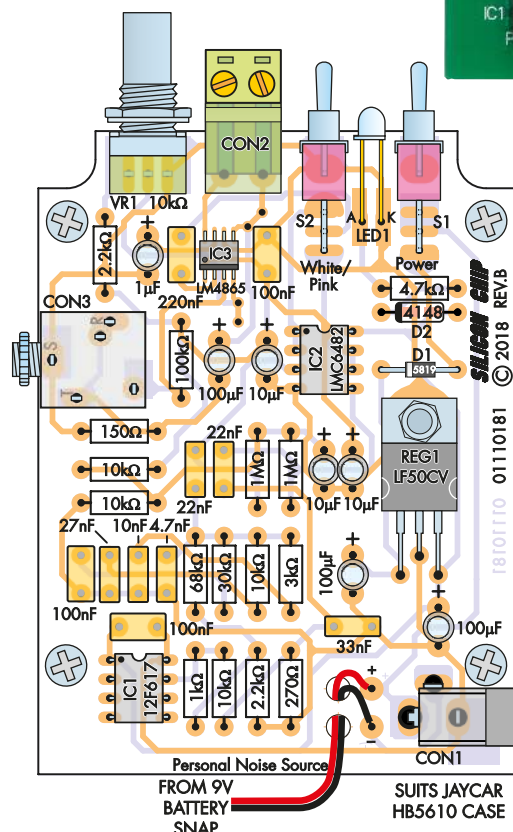 IC1
P
CON2
VR1 10kΩ
S2
A
K
LED1
S1
2.2kΩ
1µF
IC3
LM4865
220nF
100nF
White/
Pink
Power
4.7kΩ
4148
D2
CON3
R
S
T
100kΩ
100µF
10µF
IC2
LMC6482
D1
5819
SILICON CHIP
© 2018 REV.B
01110181
REG1
LF50CV
150Ω
10kΩ
10kΩ
22nF
22nF
1MΩ
1MΩ
10µF 10µF
27nF
10nF 4.7nF
100nF
68kΩ
30kΩ
10kΩ
3kΩ
100µF
01110181
100nF
33nF
100µF
IC1
12F617
1kΩ
10kΩ
2.2kΩ
270Ω
+
–
CON1
Personal Noise Source
FROM 9V
BATTERY
SNAP
SUITS JAYCAR
HB5610 CASE